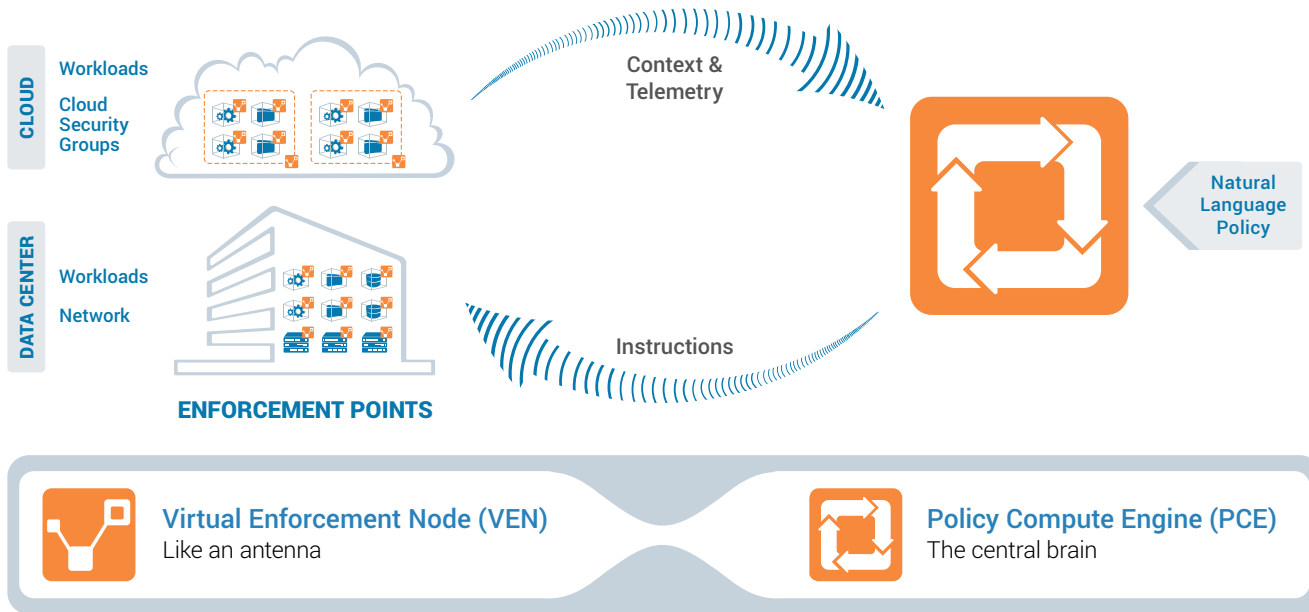 CLOUD
Workloads
Cloud
Security
Groups
Context &
Telemetry
Natural
Language
Policy
DATA CENTER
Workloads
Network
Instructions
ENFORCEMENT POINTS
Virtual Enforcement Node (VEN)
Like an antenna
Policy Compute Engine (PCE)
The central brain